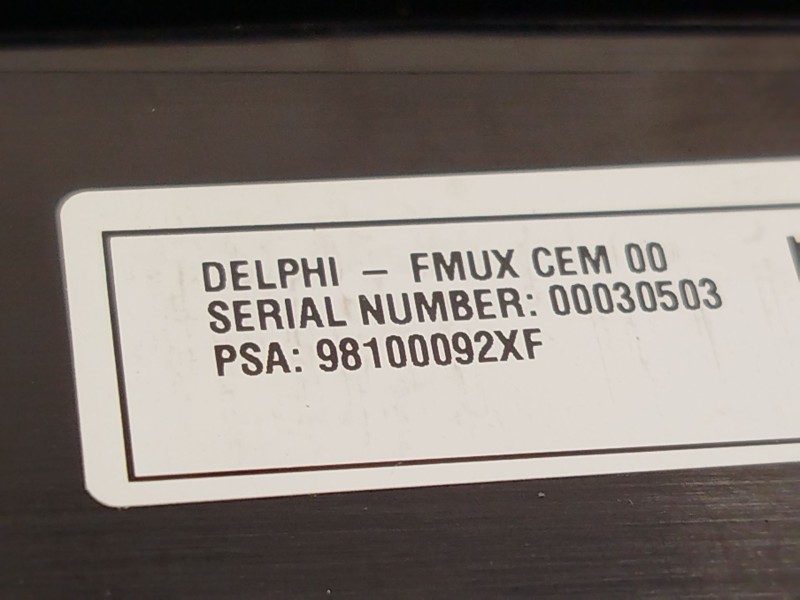 DELPHI – FMUX CEM 00
SERIAL NUMBER: 00030503
PSA: 98100092XF